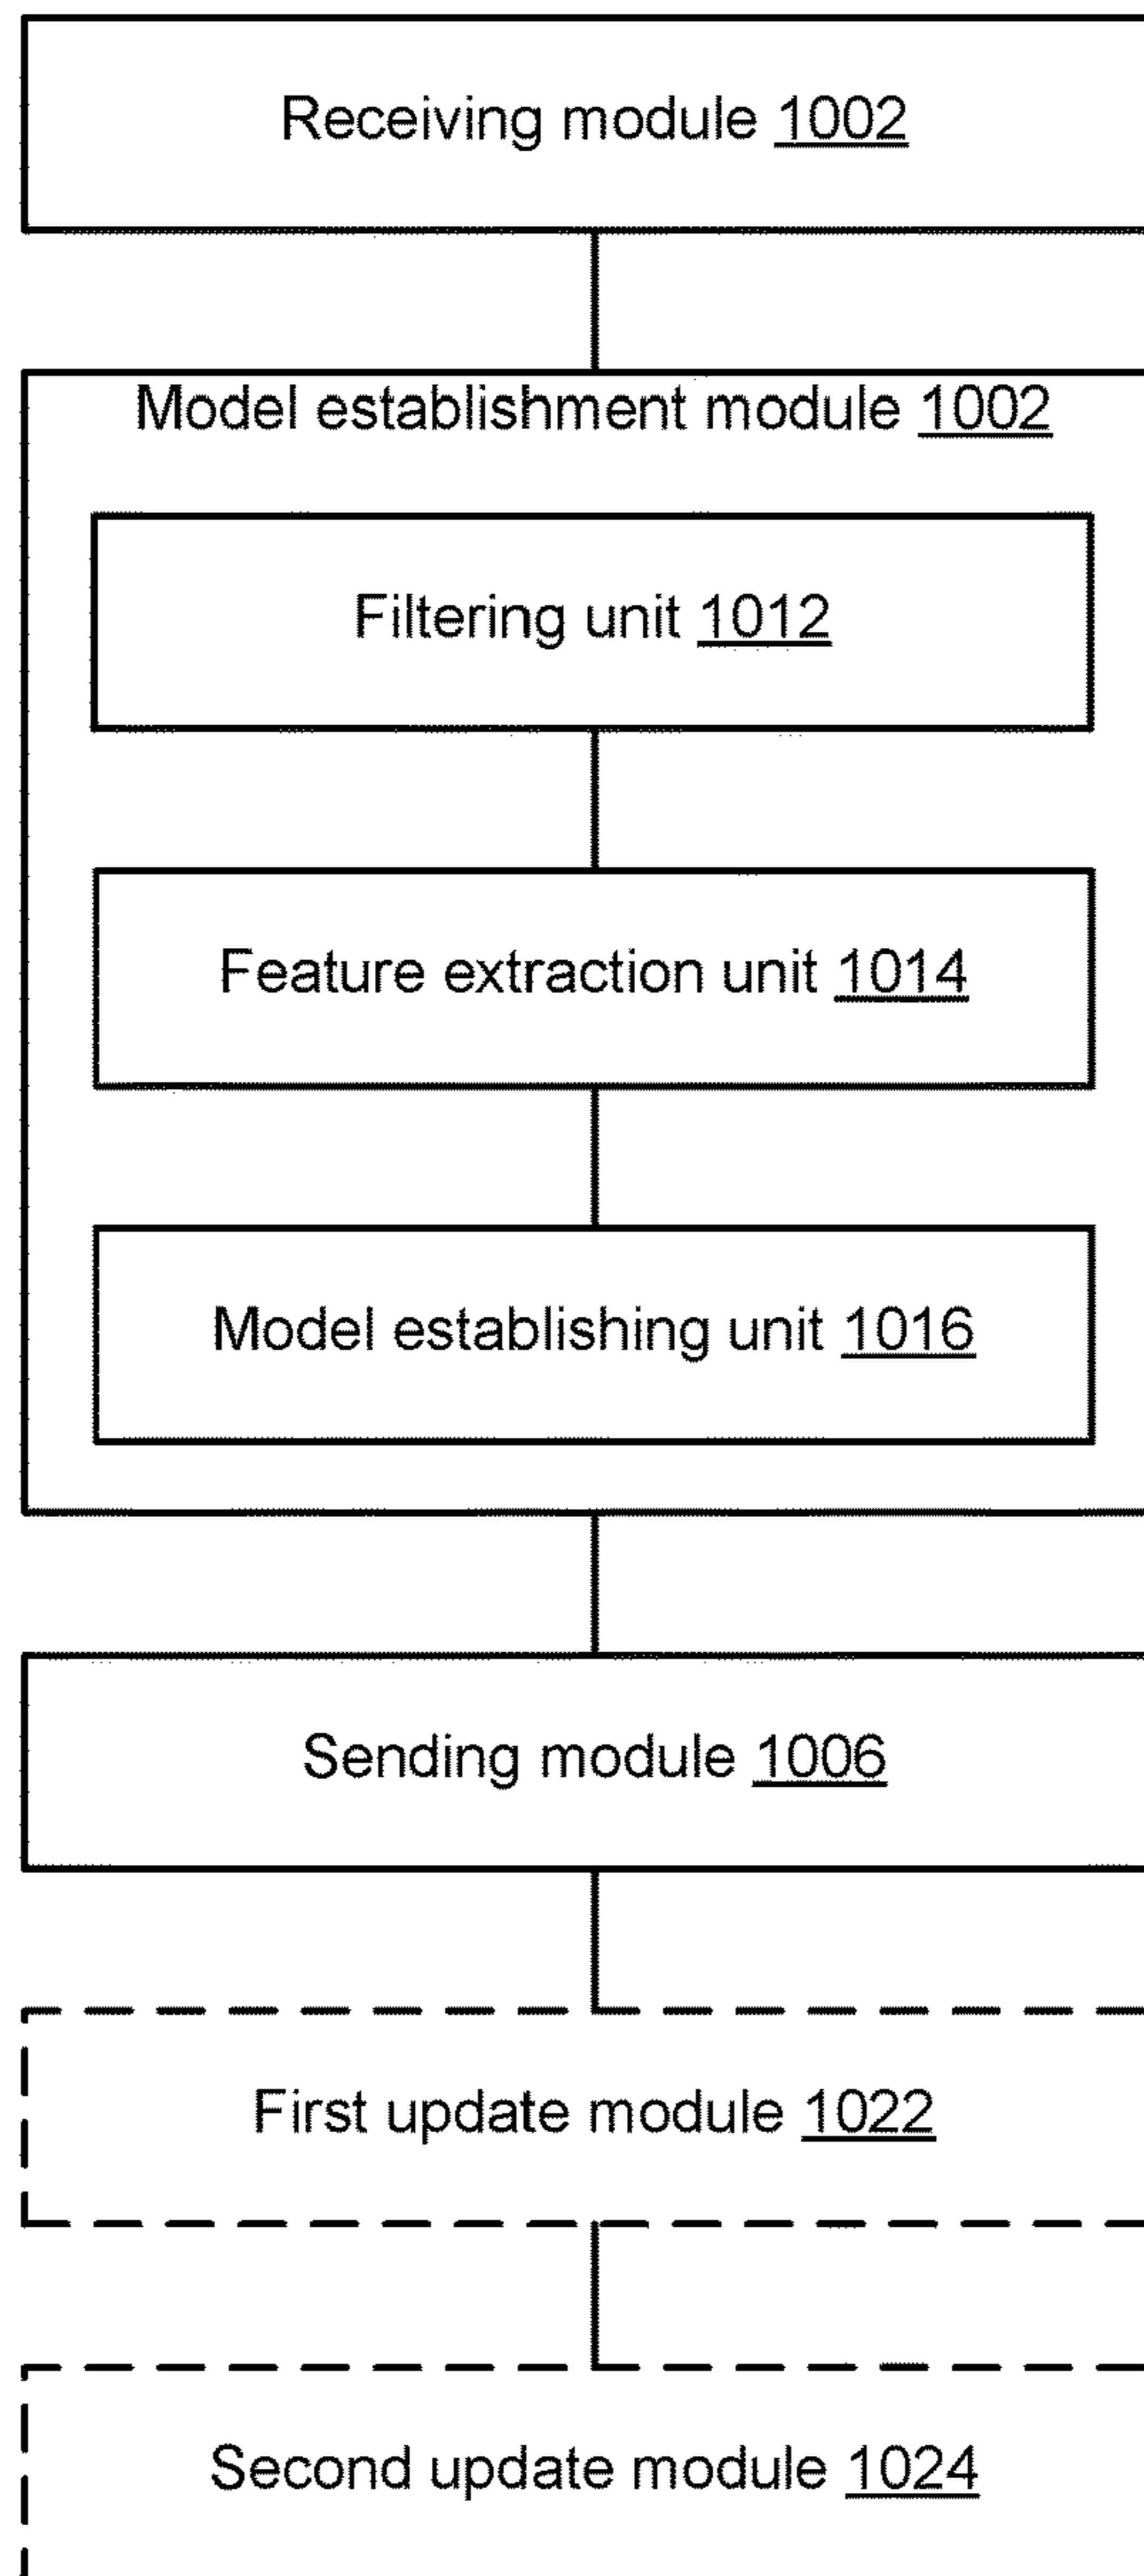 Receiving module 1002
Model establishment module 1002
Filtering unit 1012
Feature extraction unit 1014
Model establishing unit 1016
Sending module 1006
First update module 1022
Second update module 1024